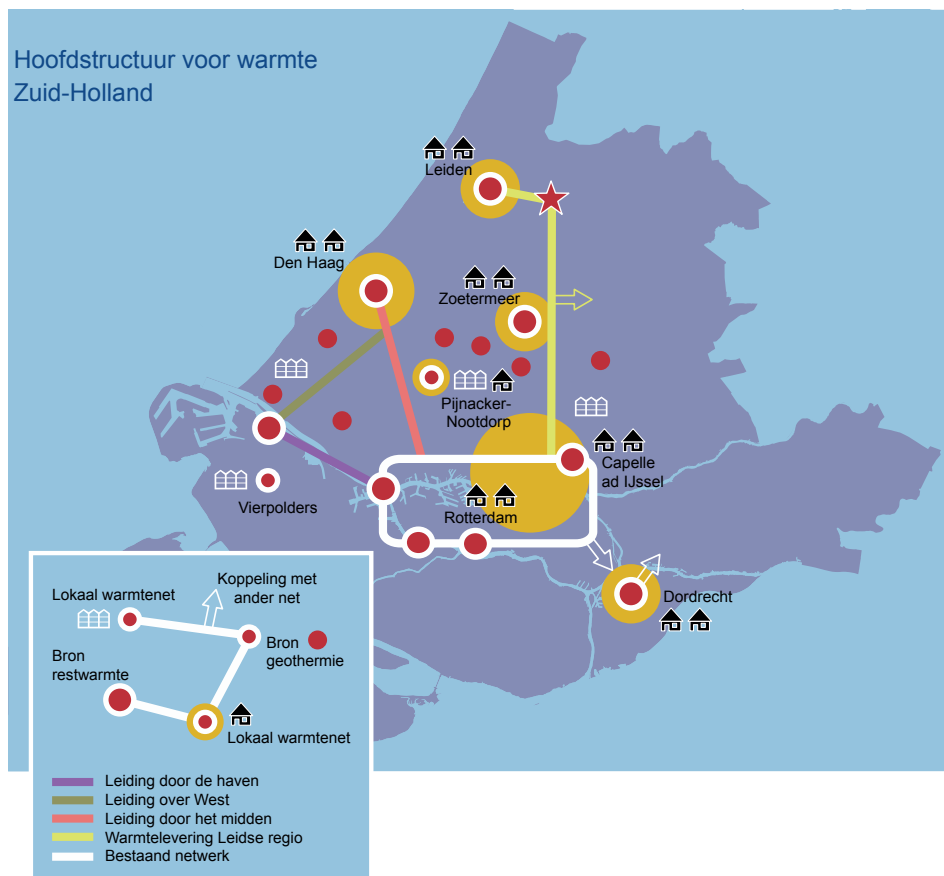 Hoofdstructuur voor warmte
Zuid-Holland
Leiden
Den Haag
Zoetermeer
Pijnacker-
Nootdorp
Capelle
ad IJssel
Vierpolders
Rotterdam
Dordrecht
Koppeling met
ander net
Lokaal warmtenet
Bron
geothermie
Bron
restwarmte
Lokaal warmtenet
Leiding door de haven
Leiding over West
Leiding door het midden
Warmtelevering Leidse regio
Bestaand netwerk